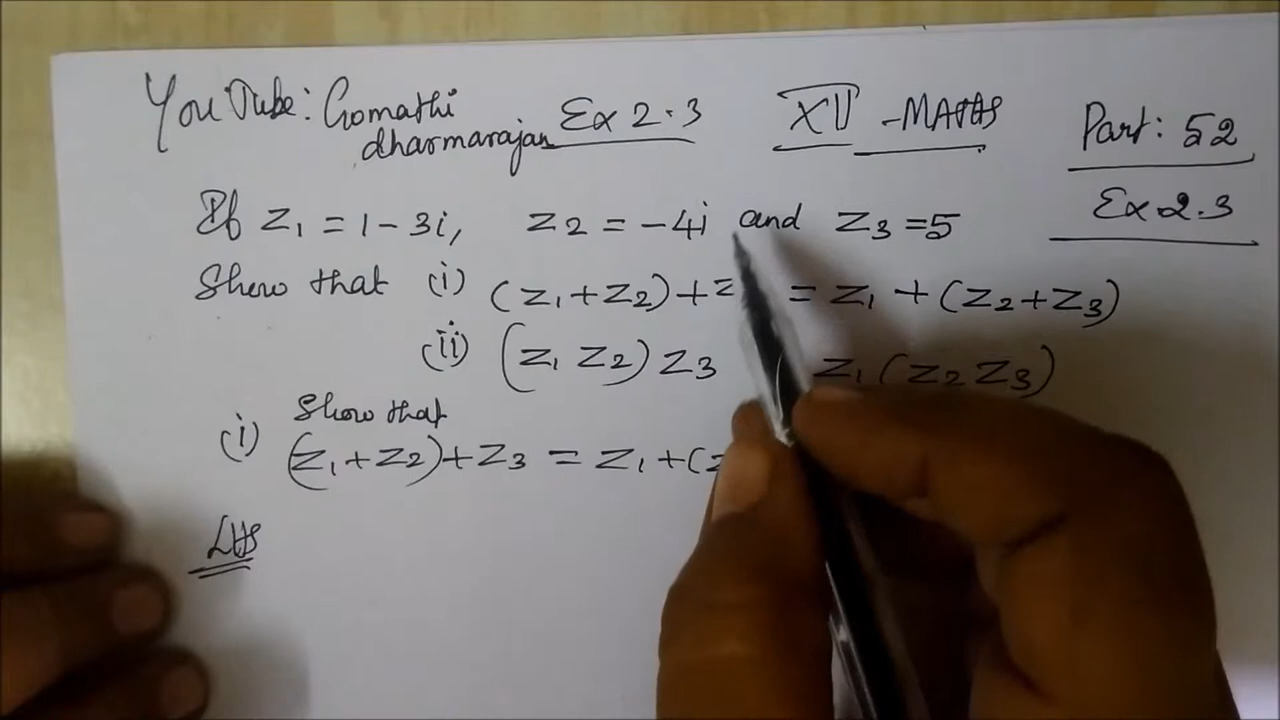 YouTube: Gomathi dharmarajan Ex 2.3 XII -MATHS Part: 52
Ex 2.3
If Z1 = 1 - 3i, Z2 = -4i and Z3 = 5
Show that (i) (Z1 + Z2) + Z = Z1 + (Z2 + Z3)
(ii) (Z1 Z2) Z3 Z1 (Z2 Z3)
Show that
(i) (Z1 + Z2) + Z3 = Z1 + (Z
LHS